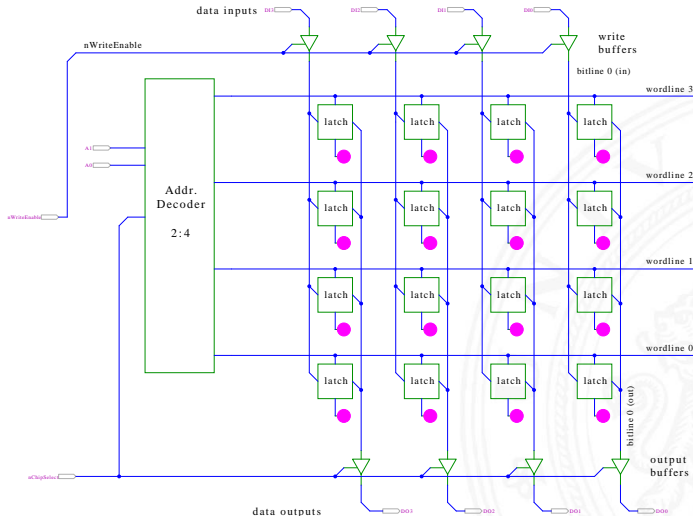 data inputs
DI3
DI2
DI1
DI0
nWriteEnable
write
buffers
bitline 0 (in)
wordline 3
latch latch latch latch
A1
A0
Addr.
Decoder
2:4
wordline 2
latch latch latch latch
nWriteEnable
wordline 1
latch latch latch latch
wordline 0
latch latch latch latch
bitline 0 (out)
output
buffers
nChipSelect
data outputs
DO3
DO2
DO1
DO0